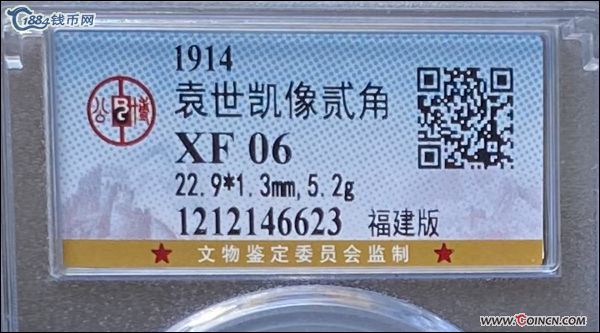 1884钱币网
1914
袁世凯像贰角
XF 06
22.9*1.3mm,5.2g
1212146623 福建版
公博
★ 文物鉴定委员会监制 ★
www.COINCN.com